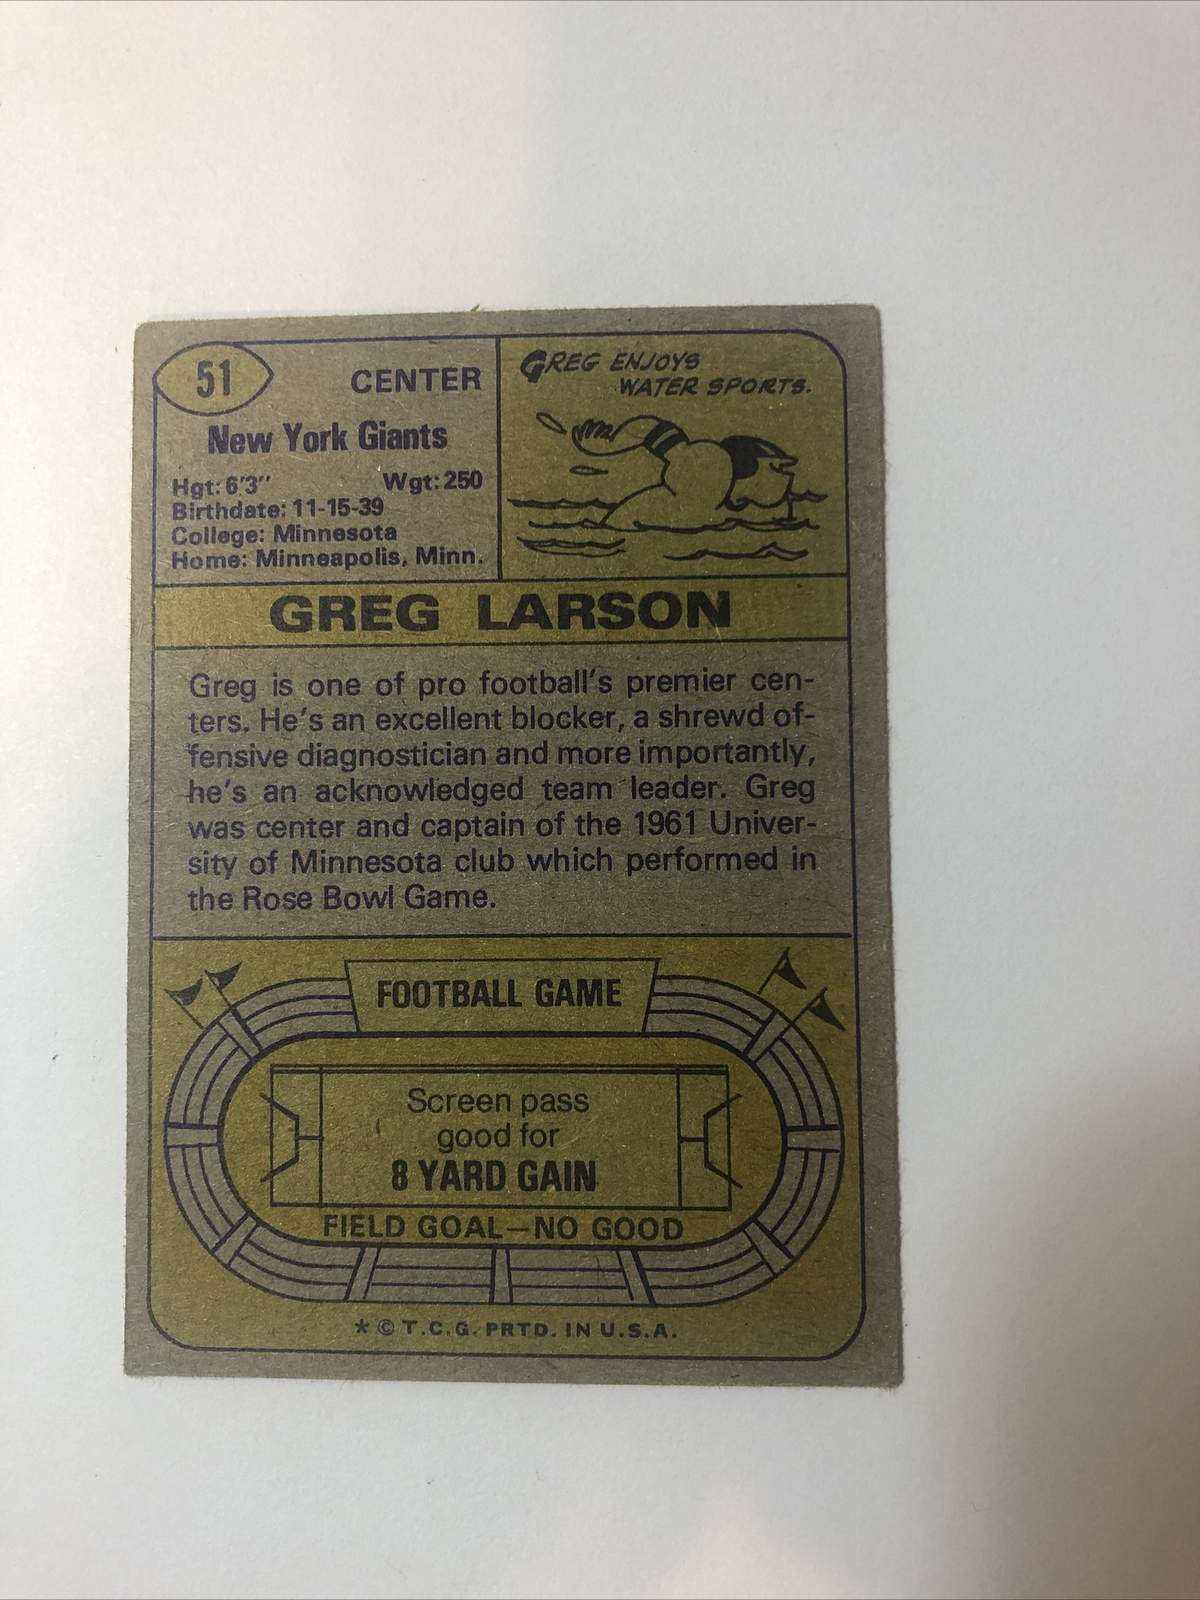 51
CENTER
New York Giants
Hgt: 6'3" Wgt: 250
Birthdate: 11-15-39
College: Minnesota
Home: Minneapolis, Minn.
GREG ENJOYS
WATER SPORTS.
GREG LARSON
Greg is one of pro football's premier cen-
ters. He's an excellent blocker, a shrewd of-
fensive diagnostician and more importantly,
he's an acknowledged team leader. Greg
was center and captain of the 1961 Univer-
sity of Minnesota club which performed in
the Rose Bowl Game.
FOOTBALL GAME
Screen pass
good for
8 YARD GAIN
FIELD GOAL—NO GOOD
* © T.C.G. PRTD. IN U.S.A.